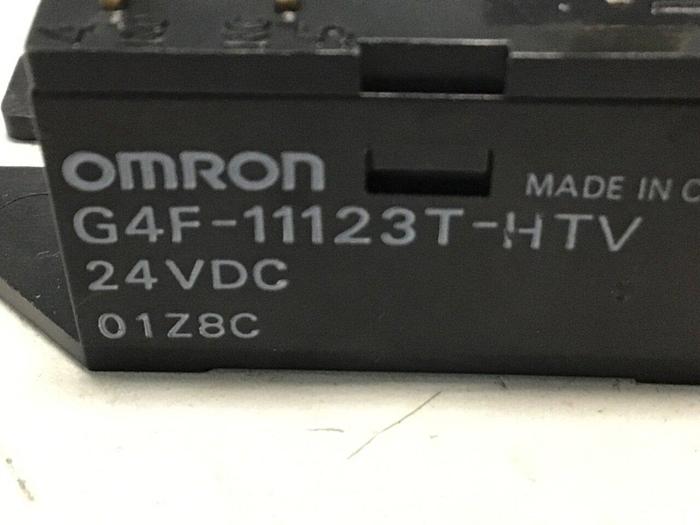 omron
MADE IN
G4F-11123T-HTV
24VDC
01Z8C